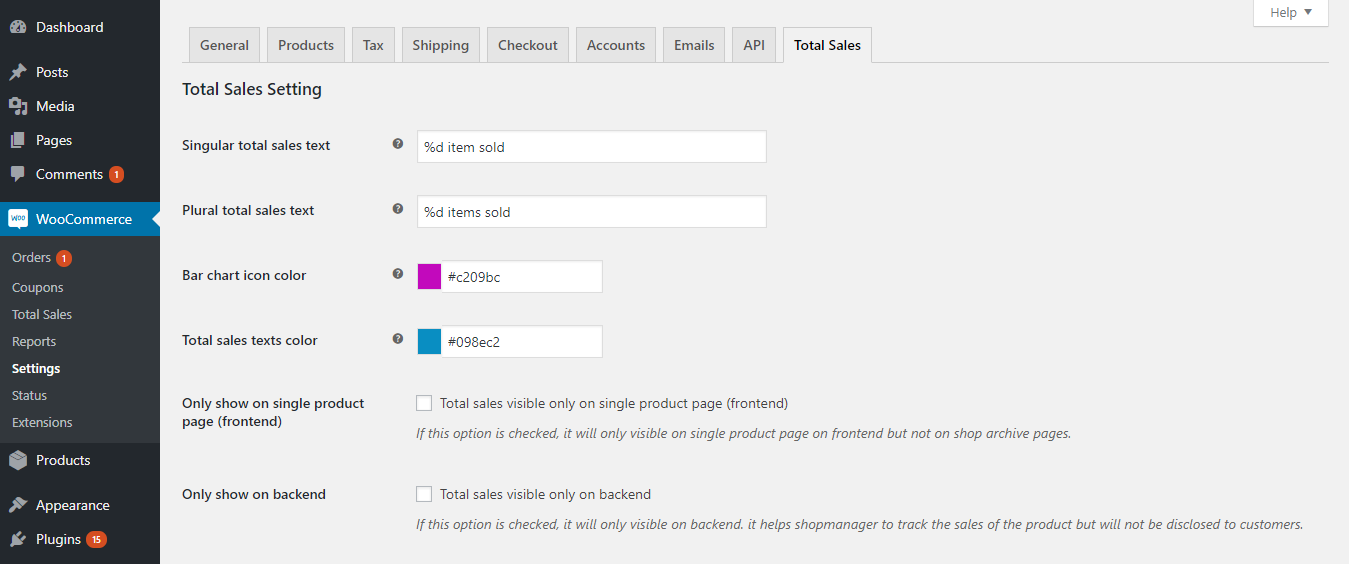 Help
Dashboard
Posts
Media
Pages
Comments 1
WooCommerce
Orders 1
Coupons
Total Sales
Reports
Settings
Status
Extensions
Products
Appearance
Plugins 15
General Products Tax Shipping Checkout Accounts Emails API Total Sales
Total Sales Setting
Singular total sales text ? %d item sold
Plural total sales text ? %d items sold
Bar chart icon color ? #c209bc
Total sales texts color ? #098ec2
Only show on single product
page (frontend)
Total sales visible only on single product page (frontend)
If this option is checked, it will only visible on single product page on frontend but not on shop archive pages.
Only show on backend
Total sales visible only on backend
If this option is checked, it will only visible on backend. it helps shopmanager to track the sales of the product but will not be disclosed to customers.